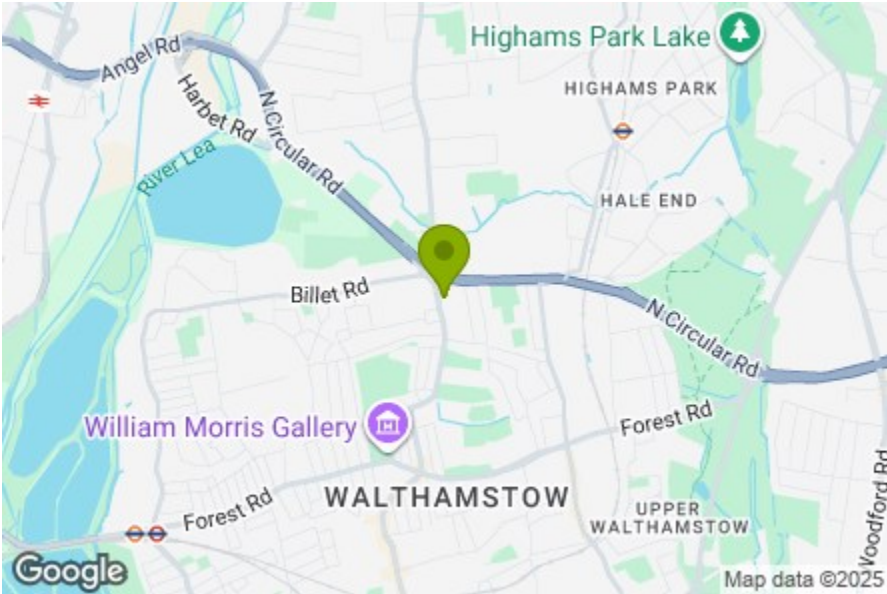 Higham​s Park Lake
Angel Rd
HIGHAMS PARK
Harbet Rd
N Circular Rd
River Lea
HALE END
Billet Rd
N Circular Rd
William Morris Gallery
Forest Rd
WALTHAMSTOW
Forest Rd
UPPER
WALTHAMSTOW
Woodford Rd
Google
Map data ©2025